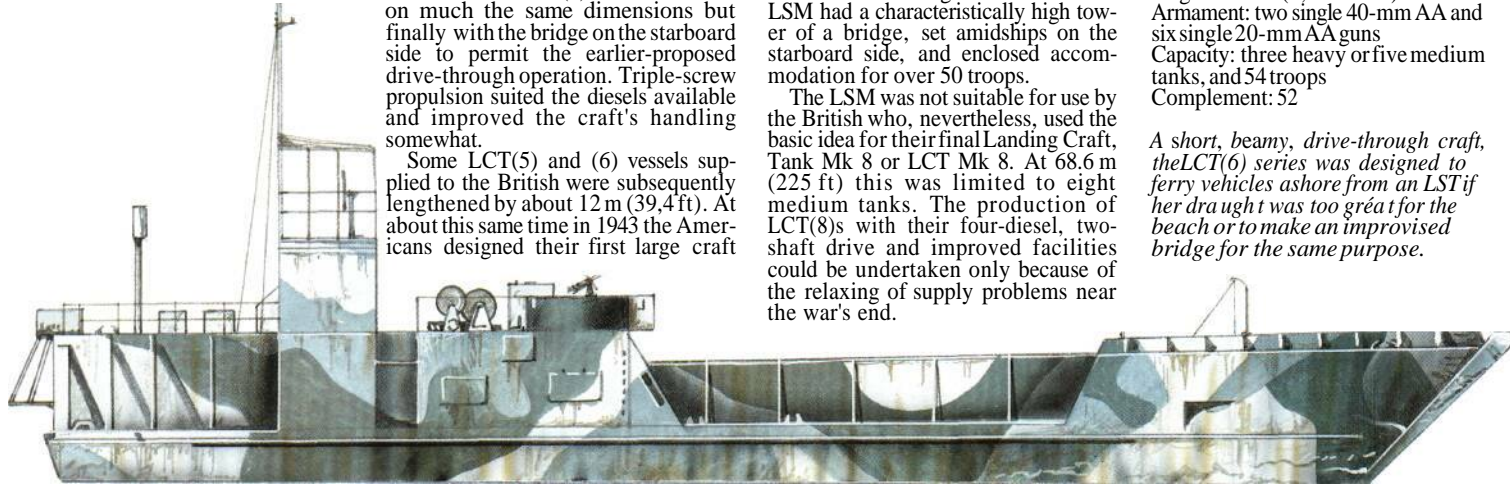 on much the same dimensions but
finally with the bridge on the starboard
side to permit the earlier-proposed
drive-through operation. Triple-screw
propulsion suited the diesels available
and improved the craft's handling
somewhat.
Some LCT(5) and (6) vessels sup-
plied to the British were subsequently
lengthened by about 12 m (39,4 ft). At
about this same time in 1943 the Amer-
icans designed their first large craft
LSM had a characteristically high tow-
er of a bridge, set amidships on the
starboard side, and enclosed accom-
modation for over 50 troops.
The LSM was not suitable for use by
the British who, nevertheless, used the
basic idea for their final Landing Craft,
Tank Mk 8 or LCT Mk 8. At 68.6 m
(225 ft) this was limited to eight
medium tanks. The production of
LCT(8)s with their four-diesel, two-
shaft drive and improved facilities
could be undertaken only because of
the relaxing of supply problems near
the war's end.
Armament: two single 40-mm AA and
six single 20-mm AA guns
Capacity: three heavy or five medium
tanks, and 54 troops
Complement: 52
A short, beamy, drive-through craft,
the LCT(6) series was designed to
ferry vehicles ashore from an LST if
her draught was too gréat for the
beach or to make an improvised
bridge for the same purpose.